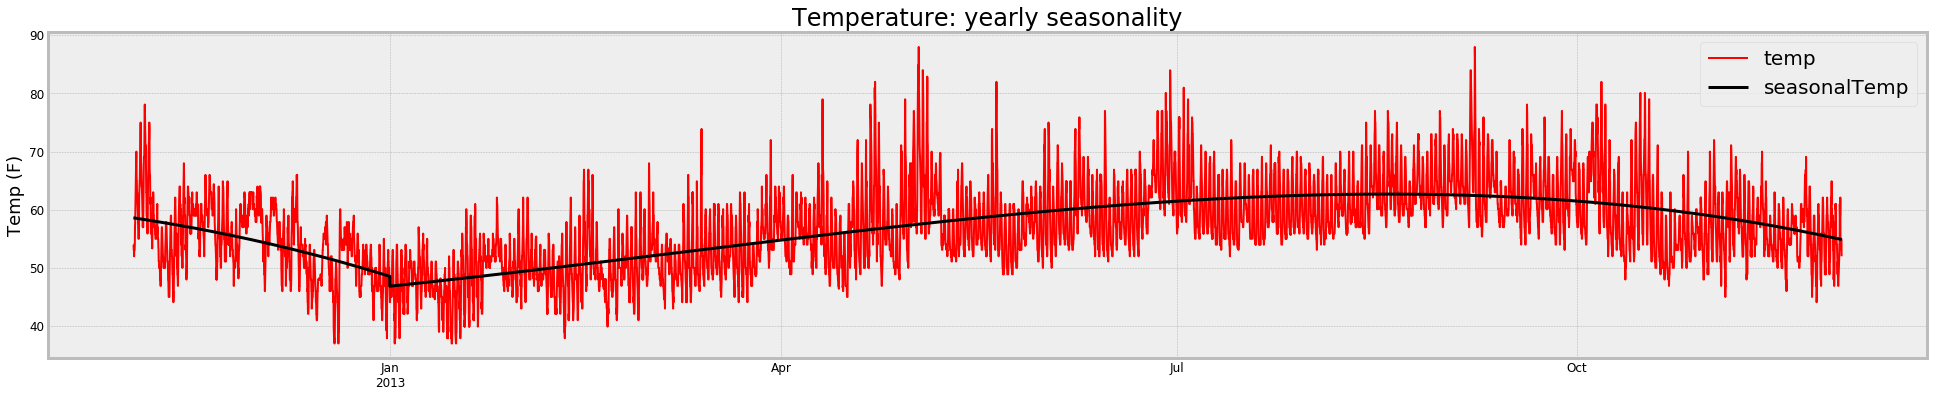 Temperature: yearly seasonality
Temp (F)
90
80
70
60
50
40
temp
seasonalTemp
Jan
2013
Apr
Jul
Oct